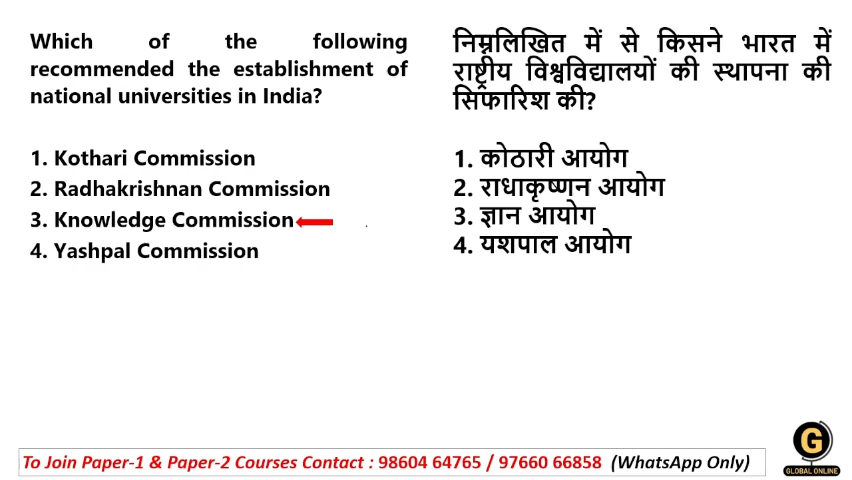 Which of the following
recommended the establishment of
national universities in India?
1. Kothari Commission
2. Radhakrishnan Commission
3. Knowledge Commission
4. Yashpal Commission
निम्नलिखित में से किसने भारत में
राष्ट्रीय विश्वविद्यालयों की स्थापना की
सिफारिश की?
1. कोठारी आयोग
2. राधाकृष्णन आयोग
3. ज्ञान आयोग
4. यशपाल आयोग
G
GLOBAL ONLINE
To Join Paper-1 & Paper-2 Courses Contact : 98604 64765 / 97660 66858 (WhatsApp Only)